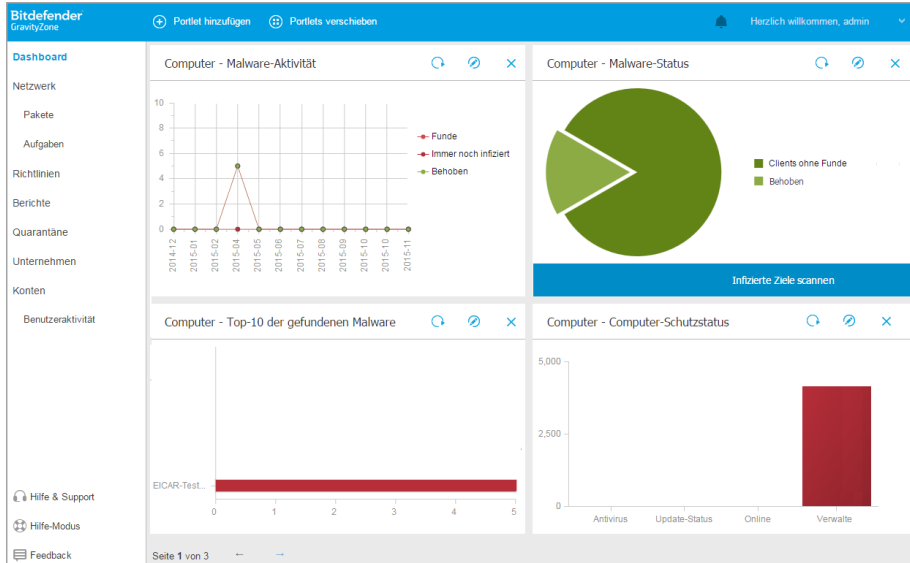 Bitdefender
GravityZone
Portlet hinzufügen
Portlets verschieben
Herzlich willkommen, admin
Dashboard
Netzwerk
Pakete
Aufgaben
Richtlinien
Berichte
Quarantäne
Unternehmen
Konten
Benutzeraktivität
Hilfe & Support
Hilfe-Modus
Feedback
Computer - Malware-Aktivität
10
8
6
4
2
0
2014-12
2015-01
2015-02
2015-04
2015-05
2015-06
2015-07
2015-08
2015-09
2015-10
2015-10
2015-11
Funde
Immer noch infiziert
Behoben
Computer - Malware-Status
Clients ohne Funde
Behoben
Infizierte Ziele scannen
Computer - Top-10 der gefundenen Malware
EICAR-Test...
0
1
2
3
4
5
Computer - Computer-Schutzstatus
5,000
2,500
0
Antivirus
Update-Status
Online
Verwalte
Seite 1 von 3